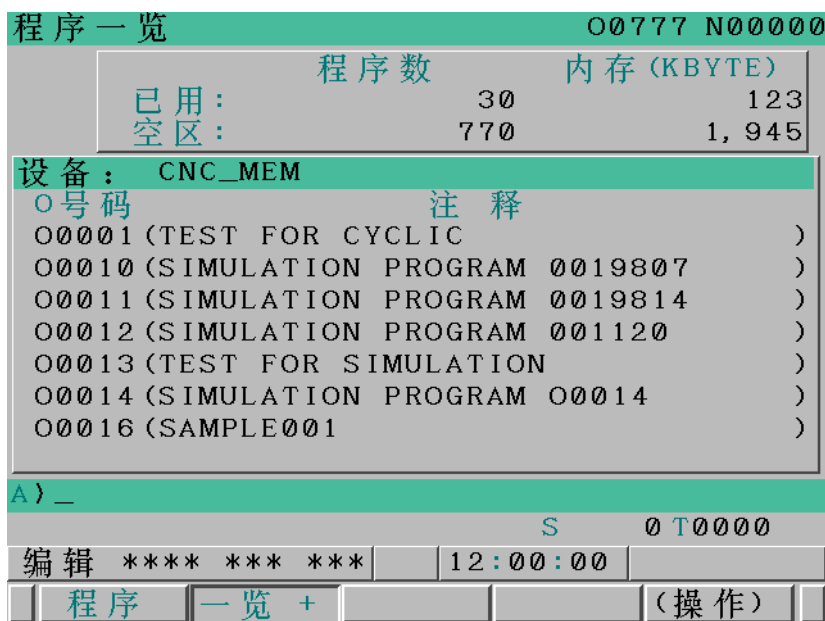 程序一览 O0777 N00000
程序数 内存(KBYTE)
已用: 30 123
空区: 770 1,945
设备: CNC_MEM
O号码 注释
O0001(TEST FOR CYCLIC )
O0010(SIMULATION PROGRAM 0019807 )
O0011(SIMULATION PROGRAM 0019814 )
O0012(SIMULATION PROGRAM 001120 )
O0013(TEST FOR SIMULATION )
O0014(SIMULATION PROGRAM O0014 )
O0016(SAMPLE001 )
A)_
S 0 T0000
编辑 **** *** *** 12:00:00
程序 一览 + (操作)